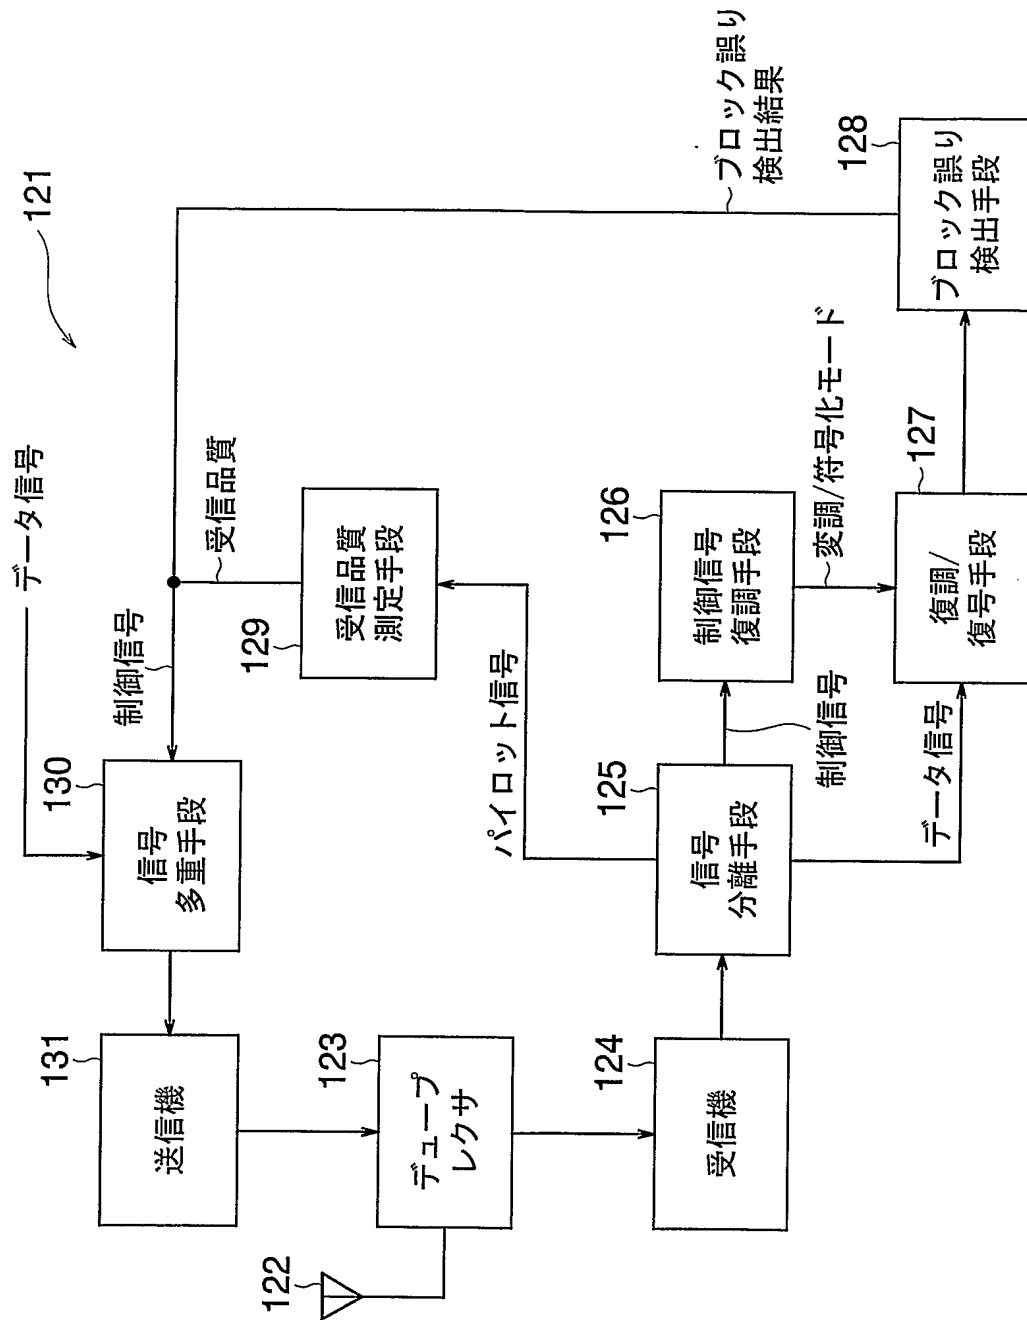 121
データ信号
制御信号
受信品質
ブロック誤り
検出結果
130
信号
多重手段
129
受信品質
測定手段
131
送信機
122
123
デュープ
レクサ
124
受信機
125
信号
分離手段
パイロット信号
制御信号
データ信号
126
制御信号
復調手段
変調/符号化モード
127
復調/
復号手段
128
ブロック誤り
検出手段